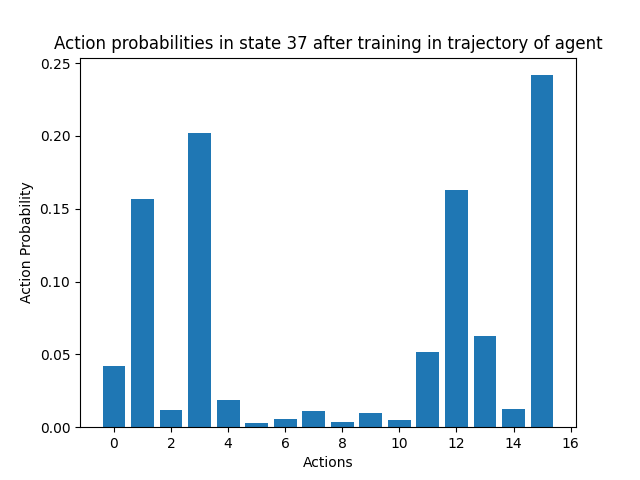 Action probabilities in state 37 after training in trajectory of agent
0.25
0.20
0.15
0.10
0.05
0.00
Action Probability
0 2 4 6 8 10 12 14 16
Actions